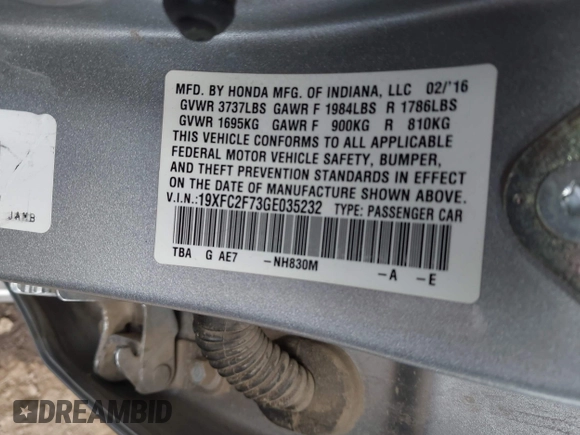 MFD. BY HONDA MFG. OF INDIANA, LLC 02/'16
GVWR 3737LBS GAWR F 1984LBS R 1786LBS
GVWR 1695KG GAWR F 900KG R 810KG
THIS VEHICLE CONFORMS TO ALL APPLICABLE
FEDERAL MOTOR VEHICLE SAFETY, BUMPER,
AND THEFT PREVENTION STANDARDS IN EFFECT
ON THE DATE OF MANUFACTURE SHOWN ABOVE.
V.I.N.:19XFC2F73GE035232 TYPE: PASSENGER CAR
TBA G AE7 -NH830M -A -E
JAMB
DREAMBID